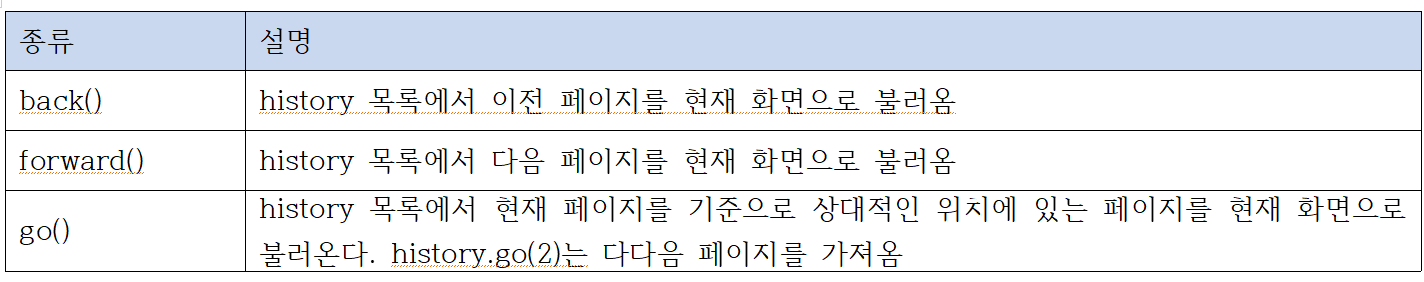 종류 설명
back() history 목록에서 이전 페이지를 현재 화면으로 불러옴
forward() history 목록에서 다음 페이지를 현재 화면으로 불러옴
go() history 목록에서 현재 페이지를 기준으로 상대적인 위치에 있는 페이지를 현재 화면으로
불러온다. history.go(2)는 다다음 페이지를 가져옴